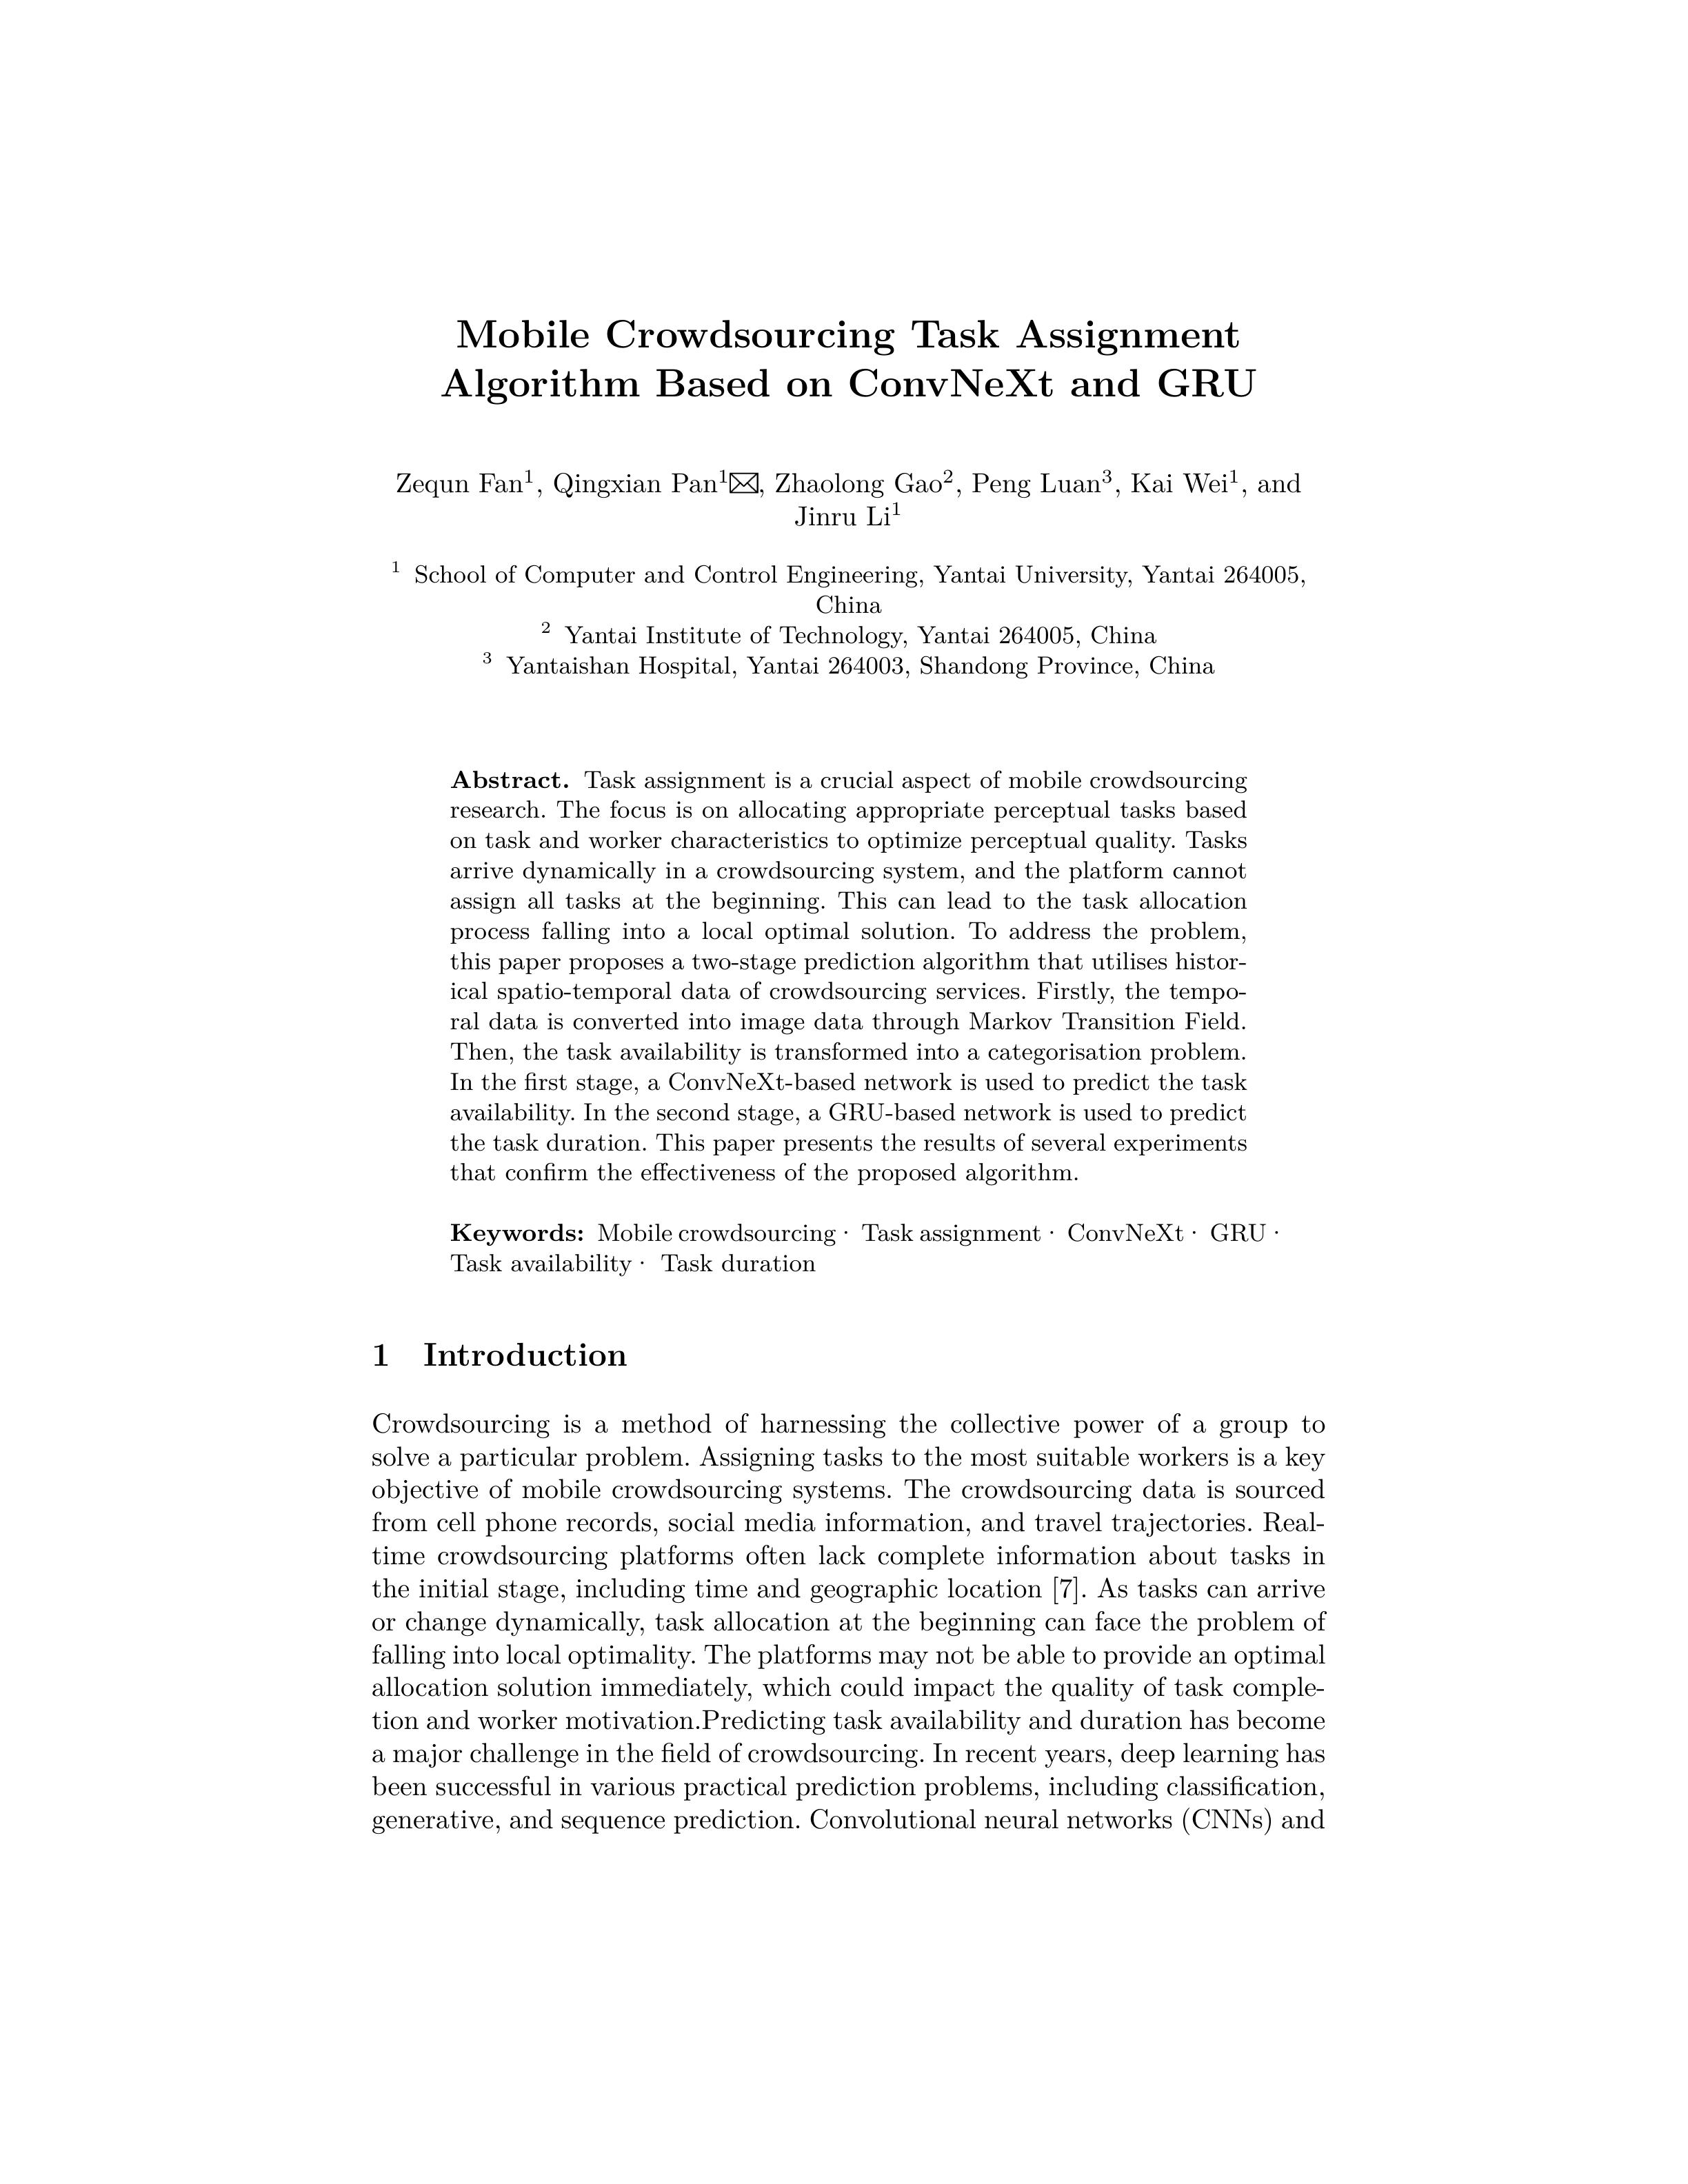 Mobile Crowdsourcing Task Assignment
Algorithm Based on ConvNeXt and GRU
Zequn Fan1, Qingxian Pan1✉, Zhaolong Gao2, Peng Luan3, Kai Wei1, and
Jinru Li1
1 School of Computer and Control Engineering, Yantai University, Yantai 264005,
China
2 Yantai Institute of Technology, Yantai 264005, China
3 Yantaishan Hospital, Yantai 264003, Shandong Province, China
Abstract. Task assignment is a crucial aspect of mobile crowdsourcing
research. The focus is on allocating appropriate perceptual tasks based
on task and worker characteristics to optimize perceptual quality. Tasks
arrive dynamically in a crowdsourcing system, and the platform cannot
assign all tasks at the beginning. This can lead to the task allocation
process falling into a local optimal solution. To address the problem,
this paper proposes a two-stage prediction algorithm that utilises histor-
ical spatio-temporal data of crowdsourcing services. Firstly, the tempo-
ral data is converted into image data through Markov Transition Field.
Then, the task availability is transformed into a categorisation problem.
In the first stage, a ConvNeXt-based network is used to predict the task
availability. In the second stage, a GRU-based network is used to predict
the task duration. This paper presents the results of several experiments
that confirm the effectiveness of the proposed algorithm.
Keywords: Mobile crowdsourcing · Task assignment · ConvNeXt · GRU ·
Task availability · Task duration
1 Introduction
Crowdsourcing is a method of harnessing the collective power of a group to
solve a particular problem. Assigning tasks to the most suitable workers is a key
objective of mobile crowdsourcing systems. The crowdsourcing data is sourced
from cell phone records, social media information, and travel trajectories. Real-
time crowdsourcing platforms often lack complete information about tasks in
the initial stage, including time and geographic location [7]. As tasks can arrive
or change dynamically, task allocation at the beginning can face the problem of
falling into local optimality. The platforms may not be able to provide an optimal
allocation solution immediately, which could impact the quality of task comple-
tion and worker motivation.Predicting task availability and duration has become
a major challenge in the field of crowdsourcing. In recent years, deep learning has
been successful in various practical prediction problems, including classification,
generative, and sequence prediction. Convolutional neural networks (CNNs) and